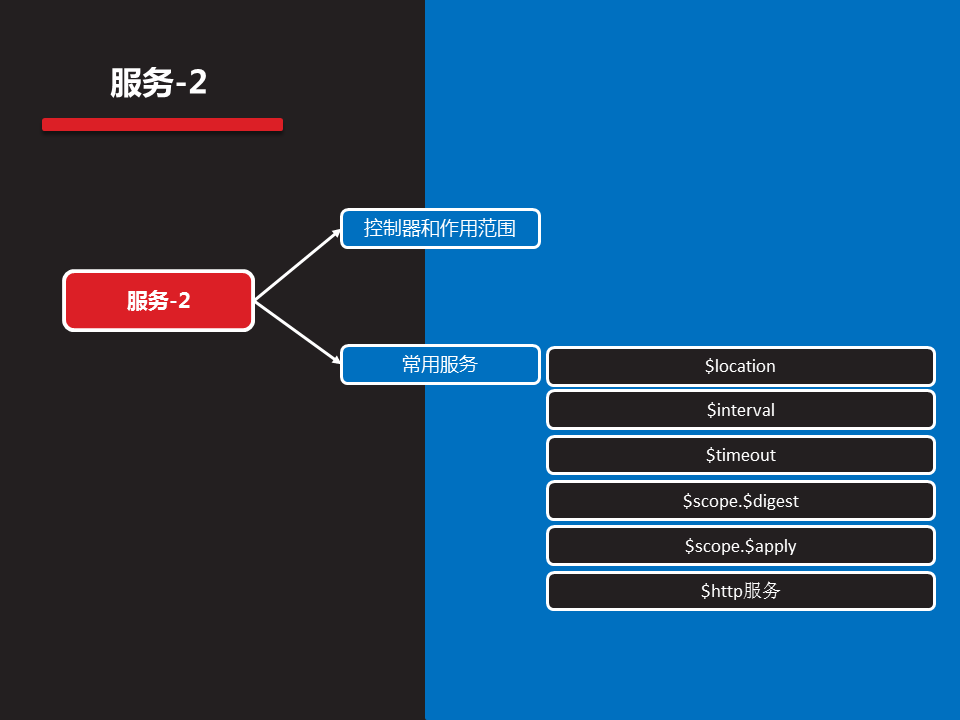 服务-2
控制器和作用范围
服务-2
常用服务
$location
$interval
$timeout
$scope.$digest
$scope.$apply
$http服务